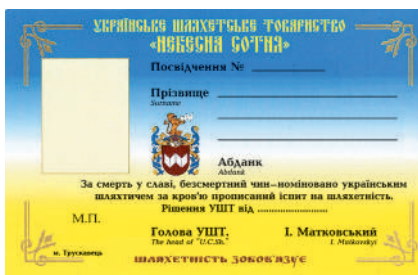 УКРАЇНСЬКЕ ШЛЯХЕТСЬКЕ ТОВАРИСТВО
«НЕБЕСНА СОТНЯ»
Посвідчення № ____________
Прізвище ____________
Surname
Абданк
Abdank
За смерть у славі, безсмертний чин–номіновано українським
шляхтичем за кров'ю прописаний іспит на шляхетність.
Рішення УШТ від ..........................
М.П.
Голова УШТ. І. Матковський
The head of "U.C.Sh." I. Matkovskyi
м. Трускавець
ШЛЯХЕТНІСТЬ ЗОБОВ'ЯЗУЄ